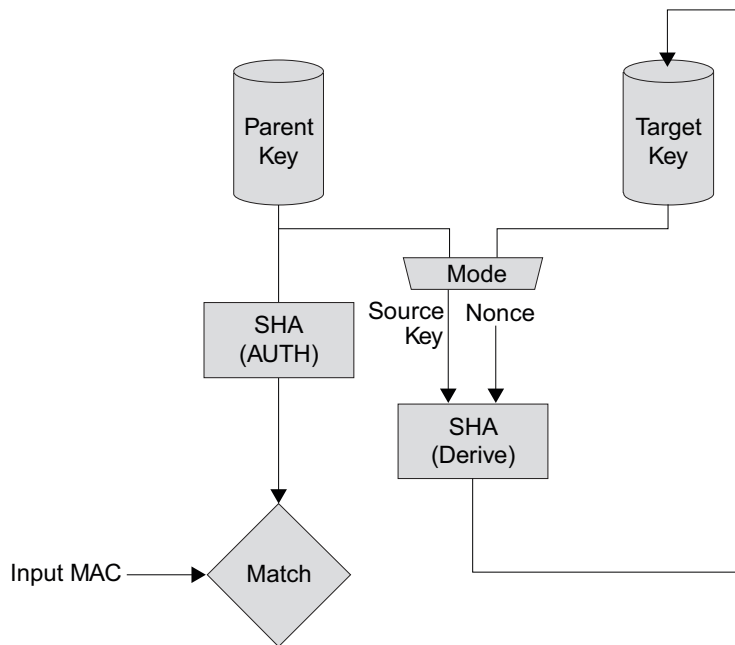 Parent
Key
Target
Key
Mode
SHA
(AUTH)
Source
Key
Nonce
SHA
(Derive)
Input MAC
Match